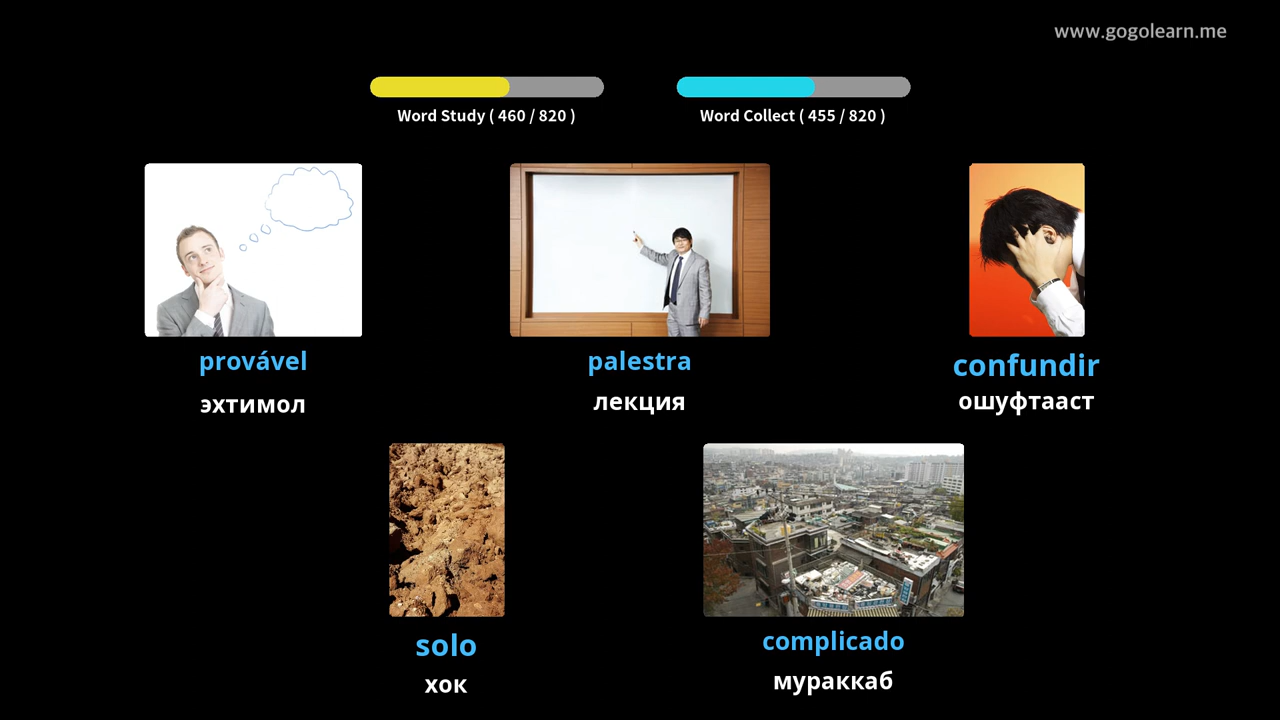 www.gogolearn.me
Word Study ( 460 / 820 )
Word Collect ( 455 / 820 )
provável
эхтимол
palestra
лекция
confundir
ошуфтааст
solo
хок
complicado
мураккаб